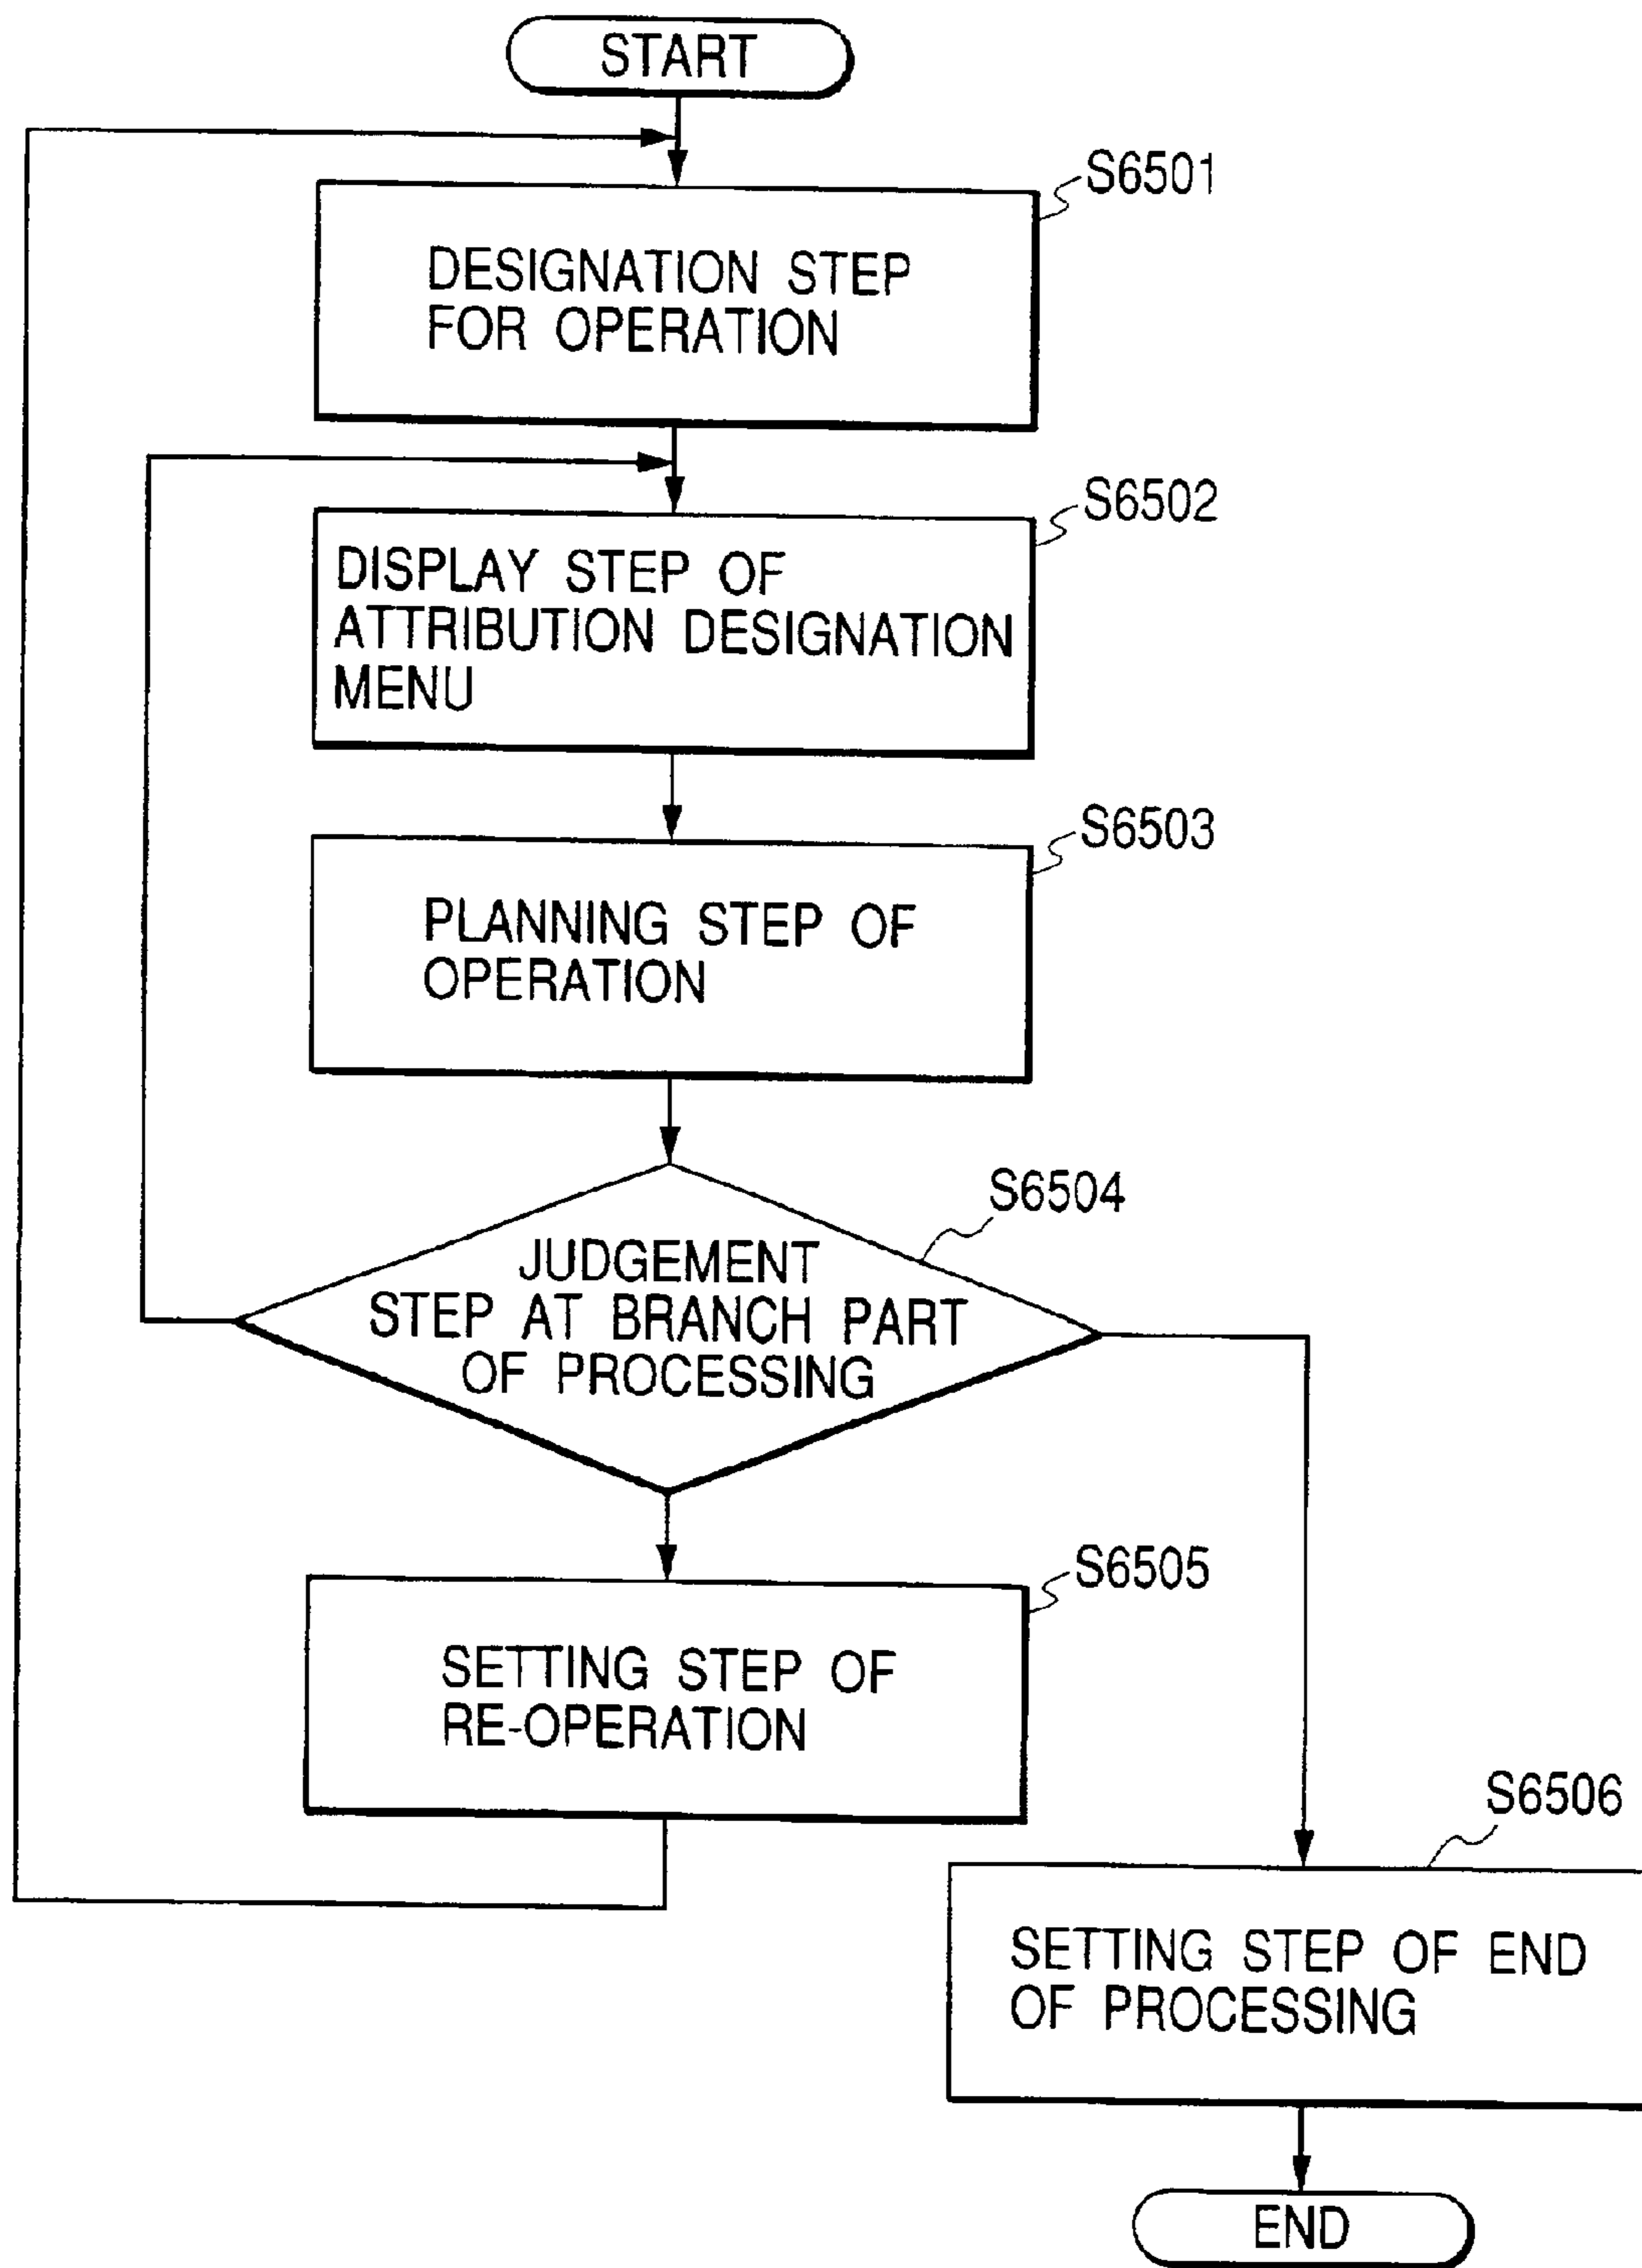 START
S6501
DESIGNATION STEP
FOR OPERATION
S6502
DISPLAY STEP OF
ATTRIBUTION DESIGNATION
MENU
S6503
PLANNING STEP OF
OPERATION
S6504
JUDGEMENT
STEP AT BRANCH PART
OF PROCESSING
S6505
SETTING STEP OF
RE-OPERATION
S6506
SETTING STEP OF END
OF PROCESSING
END